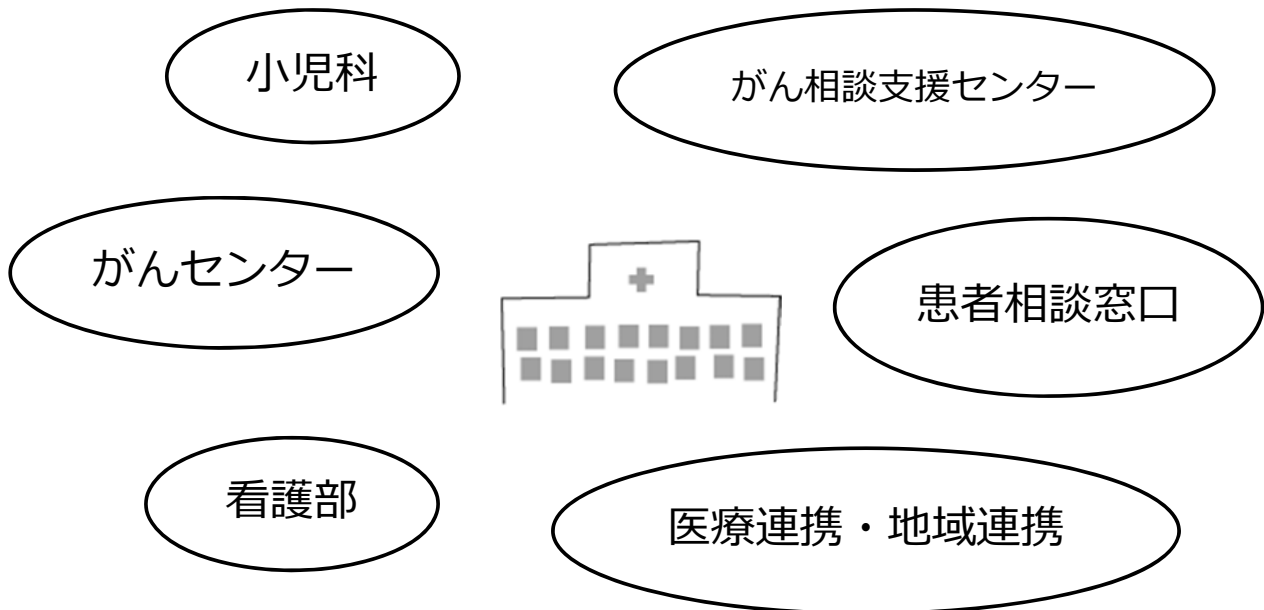 小児科
がん相談支援センター
がんセンター
患者相談窓口
看護部
医療連携・地域連携